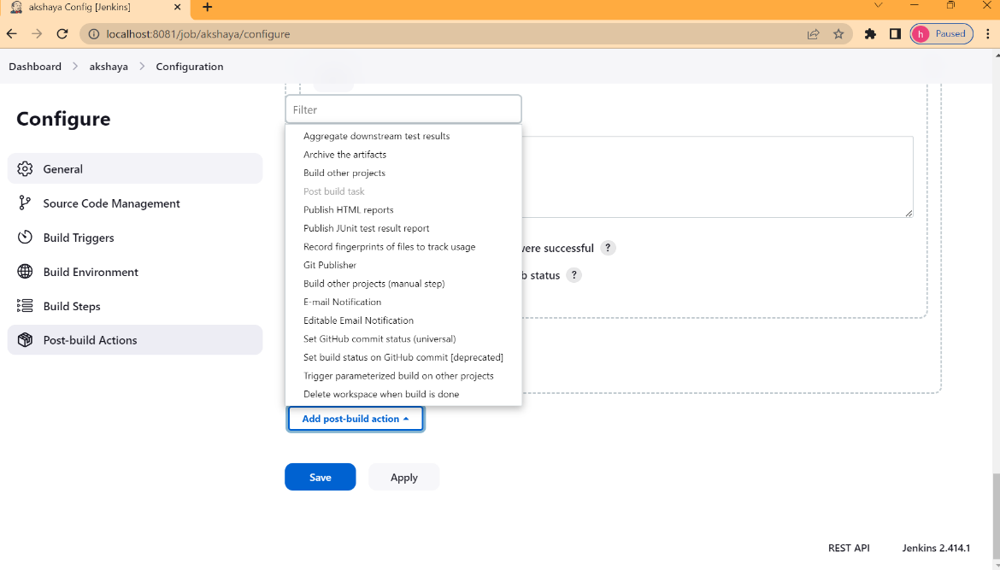 akshaya Config [Jenkins]
localhost:8081/job/akshaya/configure
h Paused
Dashboard > akshaya > Configuration
Configure
General
Source Code Management
Build Triggers
Build Environment
Build Steps
Post-build Actions
Filter
Aggregate downstream test results
Archive the artifacts
Build other projects
Post build task
Publish HTML reports
Publish JUnit test result report
Record fingerprints of files to track usage
Git Publisher
Build other projects (manual step)
E-mail Notification
Editable Email Notification
Set GitHub commit status (universal)
Set build status on GitHub commit [deprecated]
Trigger parameterized build on other projects
Delete workspace when build is done
successful ?
status ?
Add post-build action
Save Apply
REST API Jenkins 2.414.1